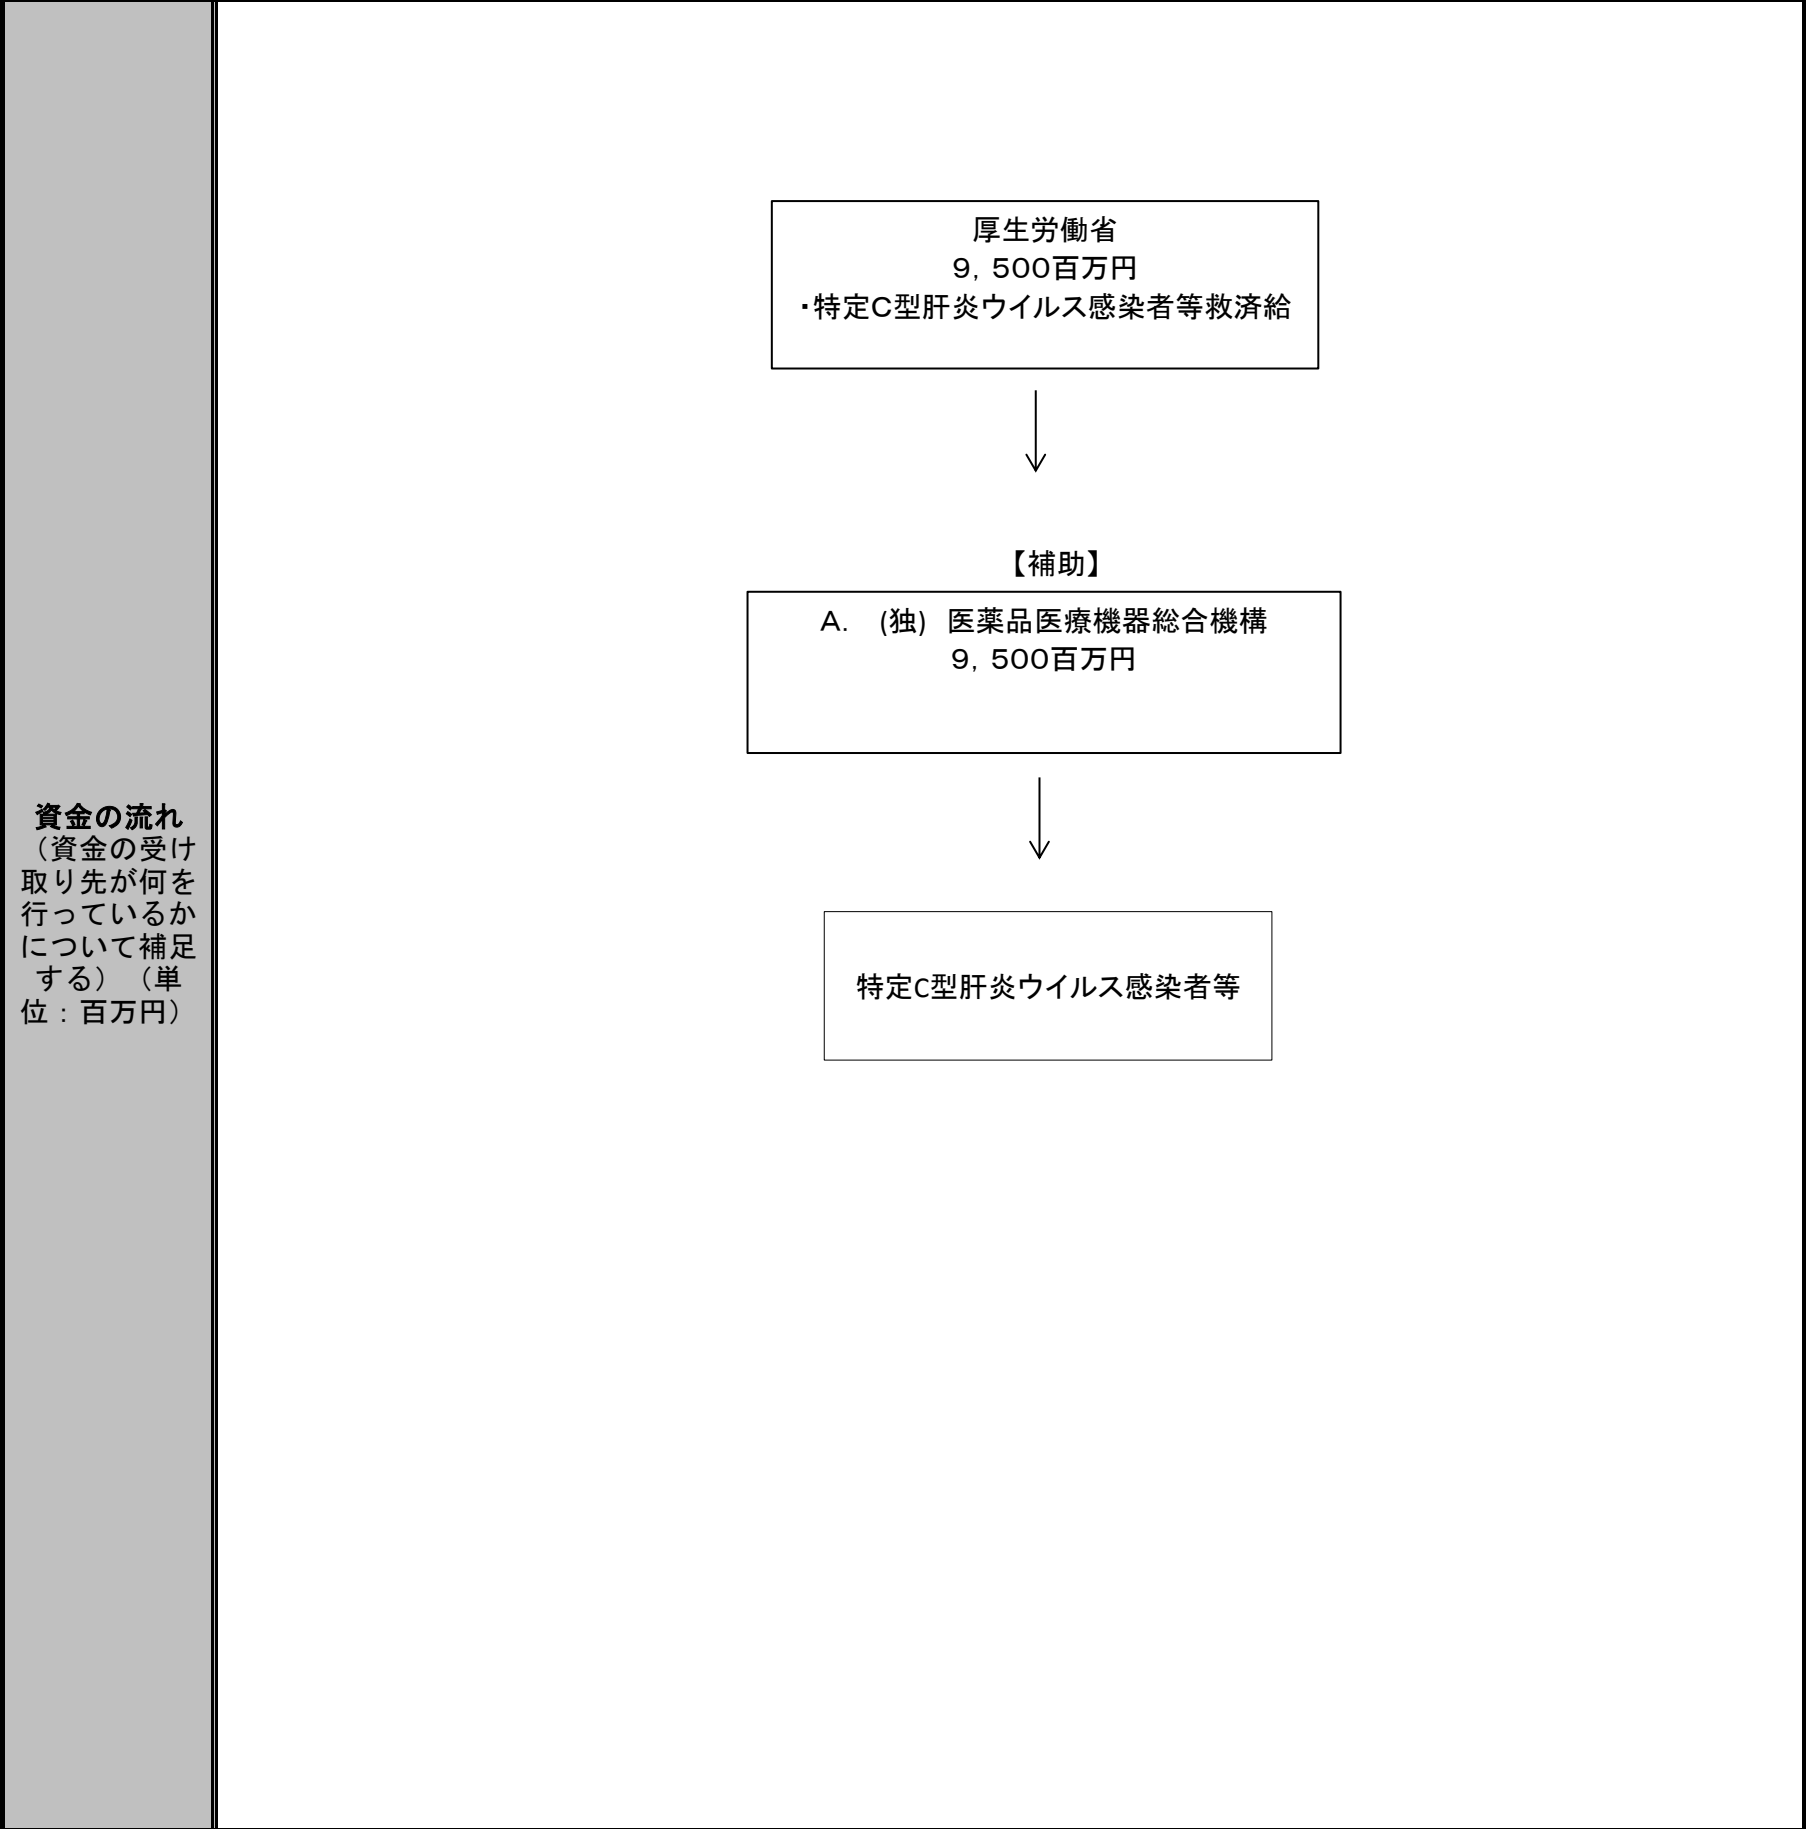 資金の流れ
（資金の受け
取り先が何を
行っているか
について補足
する）（単
位：百万円）
厚生労働省
９，５００百万円
・特定Ｃ型肝炎ウイルス感染者等救済給
【補助】
Ａ．　(独)　医薬品医療機器総合機構
９，５００百万円
特定C型肝炎ウイルス感染者等